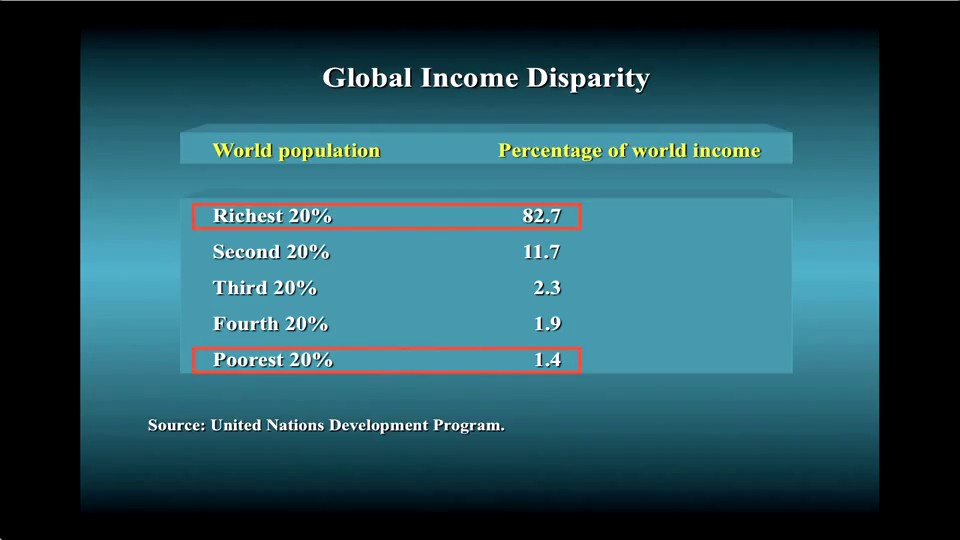 Global Income Disparity
World population Percentage of world income
Richest 20% 82.7
Second 20% 11.7
Third 20% 2.3
Fourth 20% 1.9
Poorest 20% 1.4
Source: United Nations Development Program.